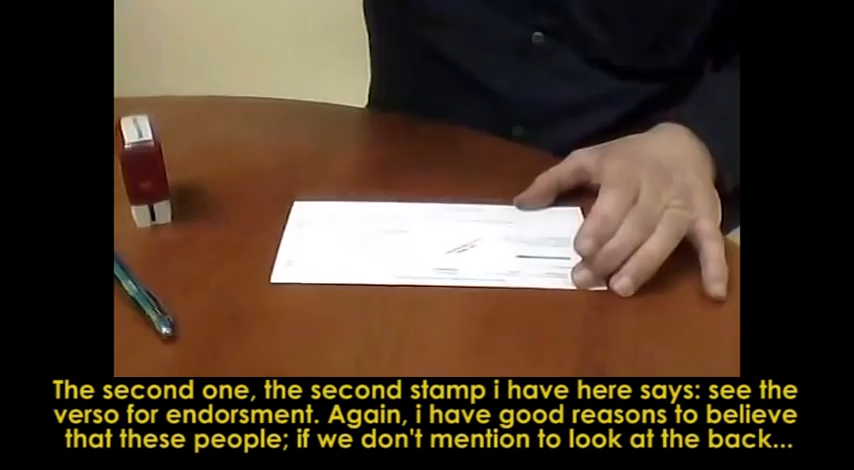 The second one, the second stamp i have here says: see the
verso for endorsment. Again, i have good reasons to believe
that these people; if we don't mention to look at the back...